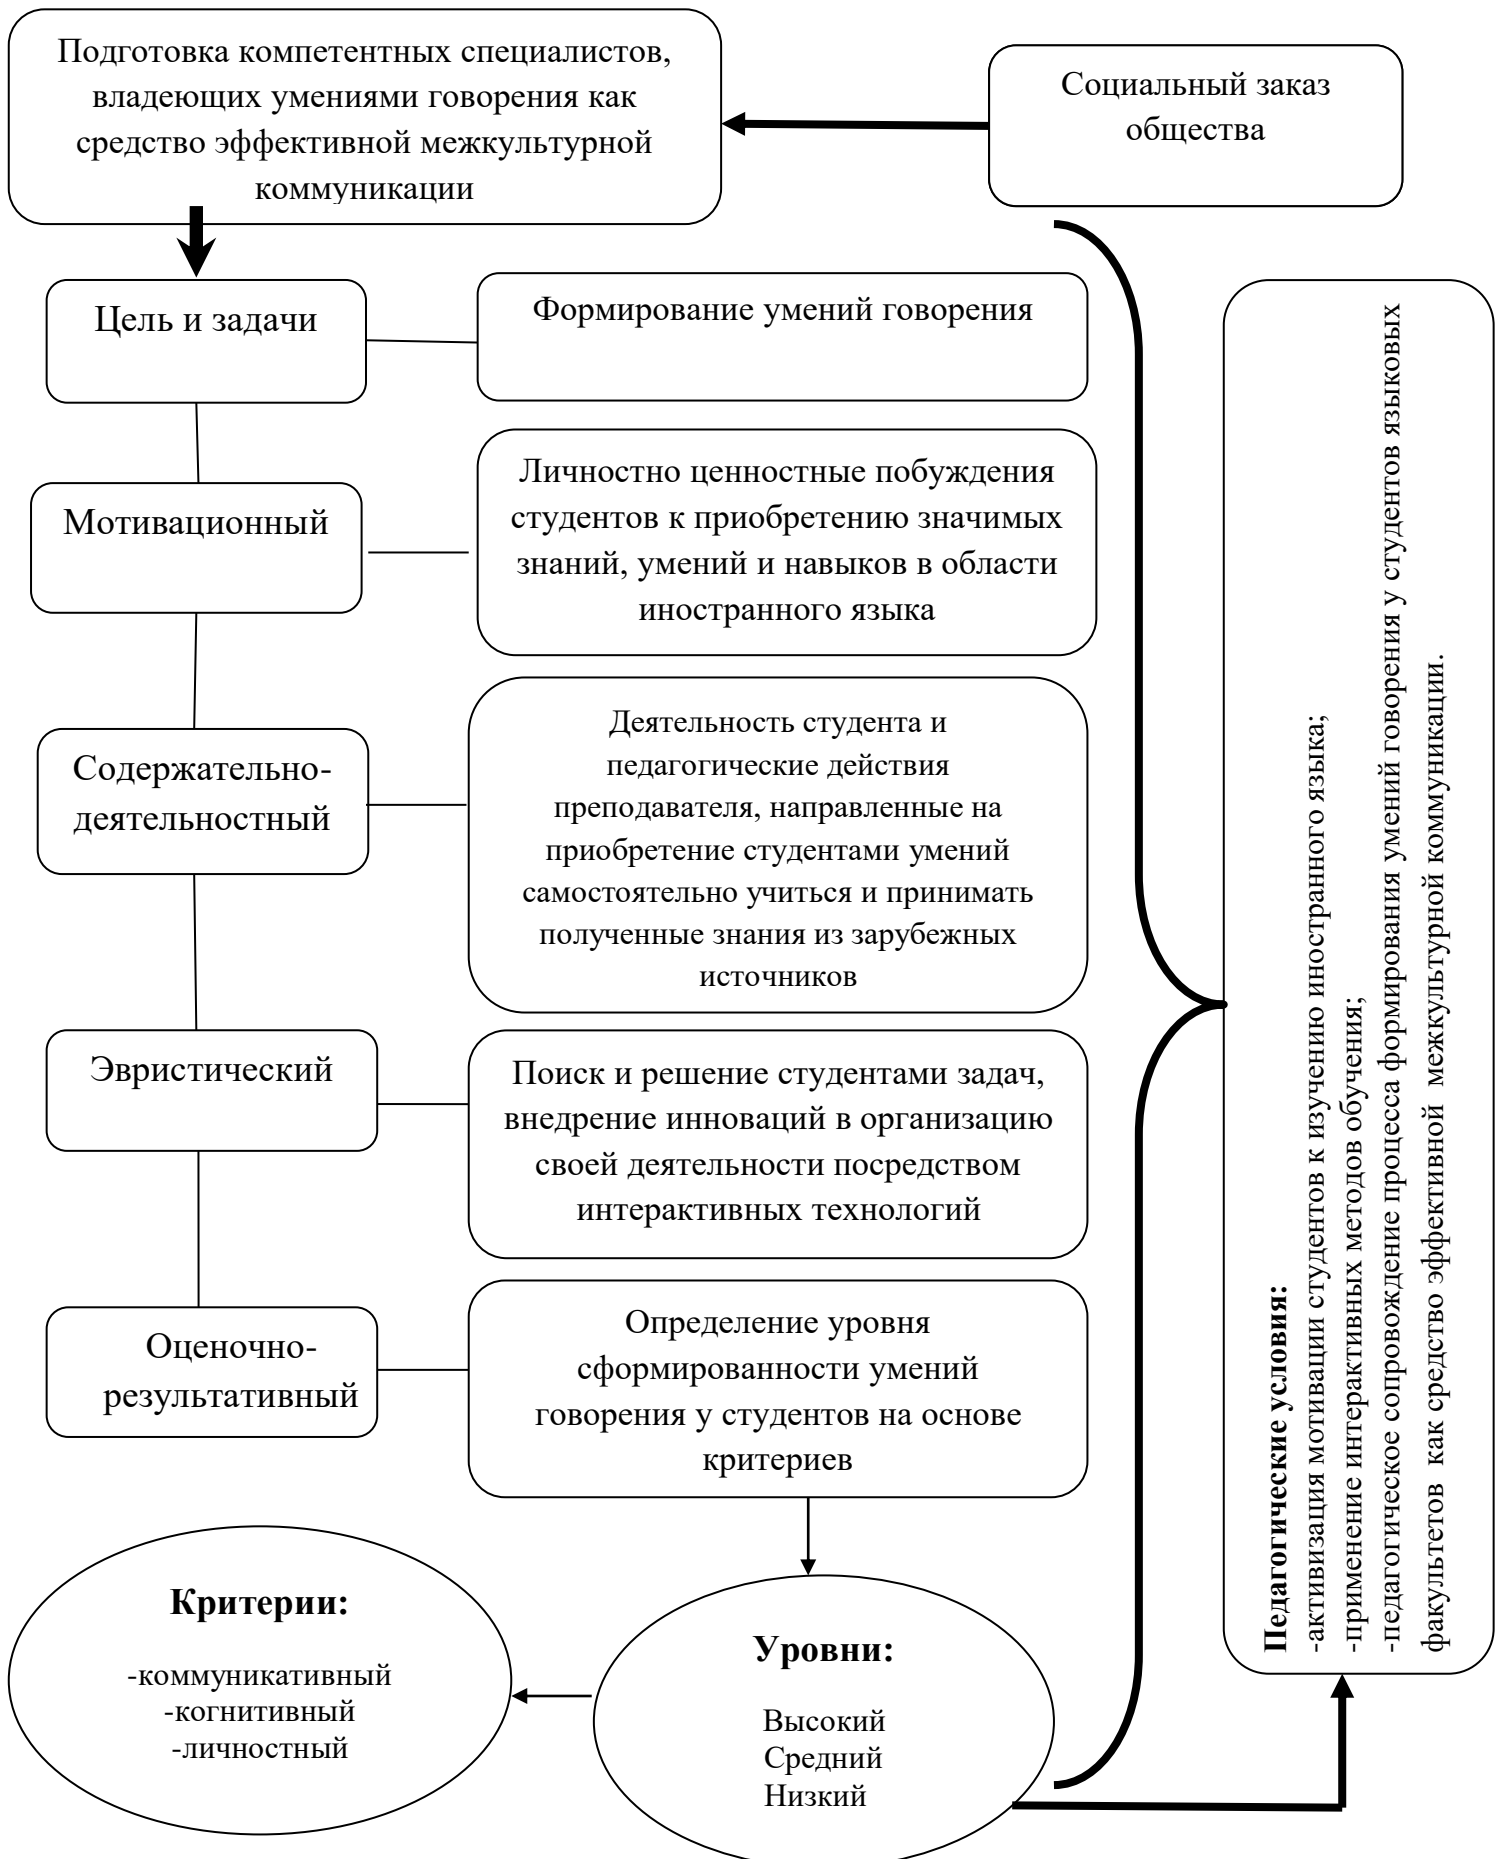 Подготовка компетентных специалистов,
владеющих умениями говорения как
средство эффективной межкультурной
коммуникации
Социальный заказ
общества
Цель и задачи
Формирование умений говорения
Мотивационный
Личностно ценностные побуждения
студентов к приобретению значимых
знаний, умений и навыков в области
иностранного языка
Содержательно-
деятельностный
Деятельность студента и
педагогические действия
преподавателя, направленные на
приобретение студентами умений
самостоятельно учиться и принимать
полученные знания из зарубежных
источников
Эвристический
Поиск и решение студентами задач,
внедрение инноваций в организацию
своей деятельности посредством
интерактивных технологий
Оценочно-
результативный
Определение уровня
сформированности умений
говорения у студентов на основе
критериев
Критерии:
-коммуникативный
-когнитивный
-личностный
Уровни:
Высокий
Средний
Низкий
Педагогические условия:
-активизация мотивации студентов к изучению иностранного языка;
-применение интерактивных методов обучения;
-педагогическое сопровождение процесса формирования умений говорения у студентов языковых
факультетов как средство эффективной межкультурной коммуникации.